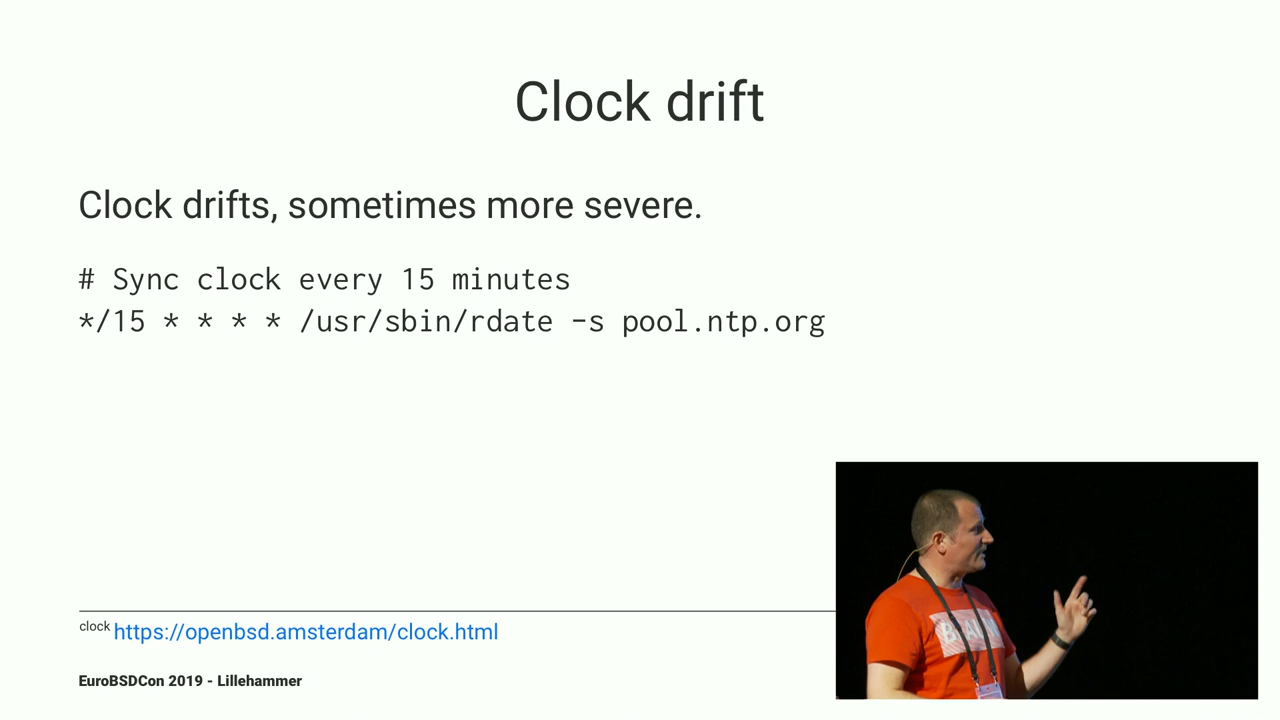 Clock drift
Clock drifts, sometimes more severe.
# Sync clock every 15 minutes
*/15 * * * * /usr/sbin/rdate -s pool.ntp.org
clock https://openbsd.amsterdam/clock.html
EuroBSDCon 2019 - Lillehammer